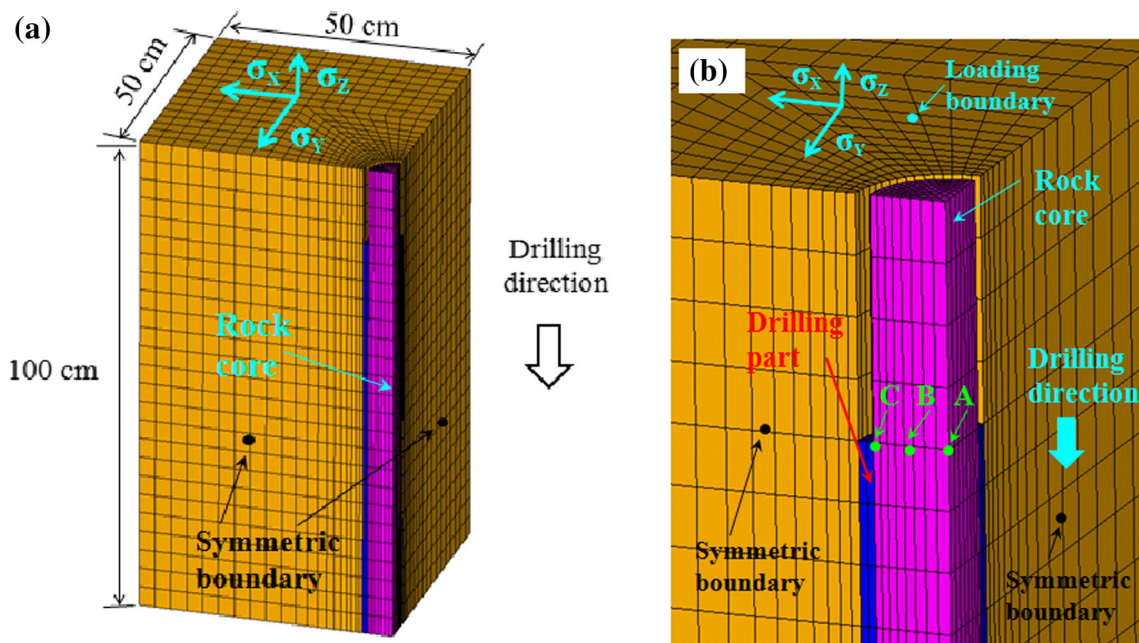 (a)
50 cm
50 cm
σX
σZ
σY
Drilling
direction
Rock
core
100 cm
Symmetric
boundary
(b)
σX
σZ
σY
Loading
boundary
Rock
core
Drilling
part
C
B
A
Drilling
direction
Symmetric
boundary
Symmetric
boundary